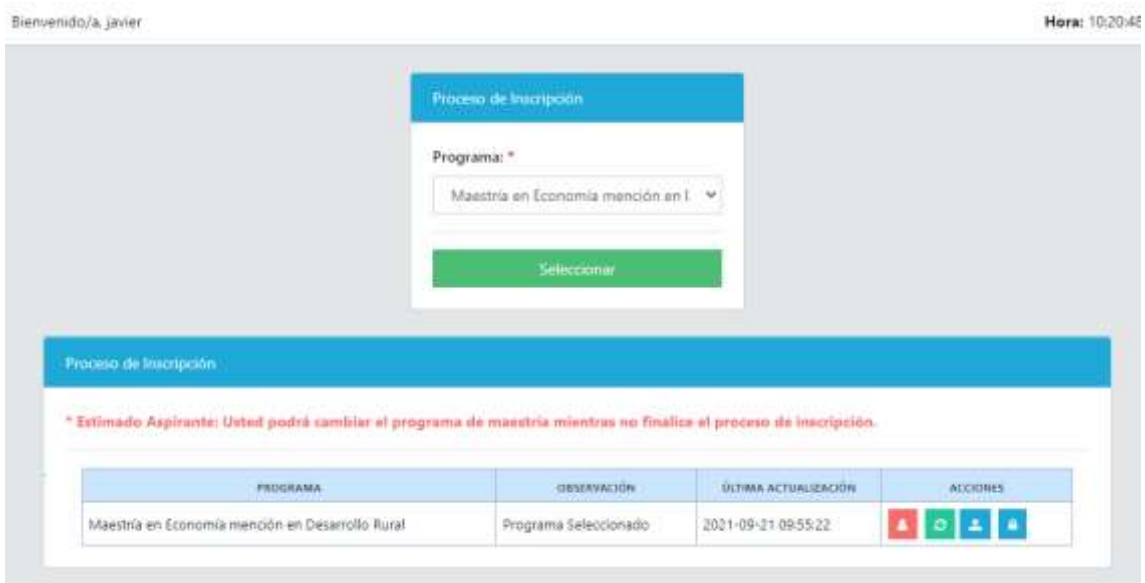 Bienvenido/a, javier
Hora: 10:20:48
Proceso de Inscripción
Programa: *
Maestría en Economía mención en I
Seleccionar
Proceso de Inscripción
* Estimado Aspirante: Usted podrá cambiar el programa de maestría mientras no finalice el proceso de inscripción.
PROGRAMA OBSERVACIÓN ÚLTIMA ACTUALIZACIÓN ACCIONES
Maestría en Economía mención en Desarrollo Rural Programa Seleccionado 2021-09-21 09:55:22